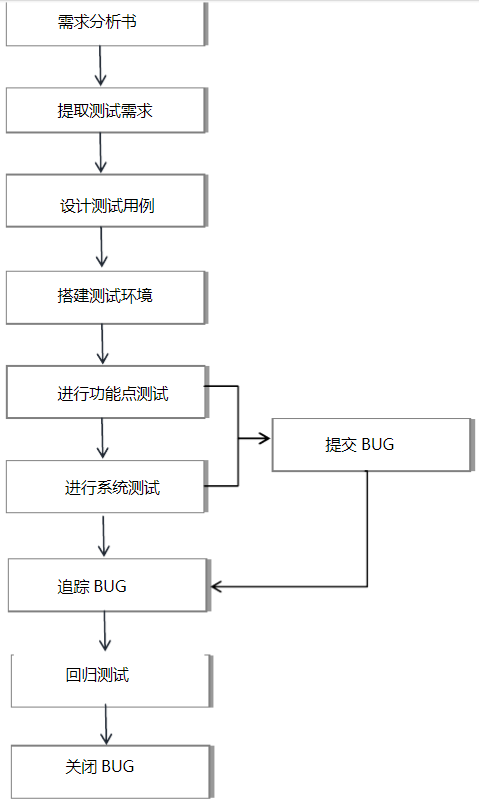 需求分析书
提取测试需求
设计测试用例
搭建测试环境
进行功能点测试
提交 BUG
进行系统测试
追踪 BUG
回归测试
关闭 BUG